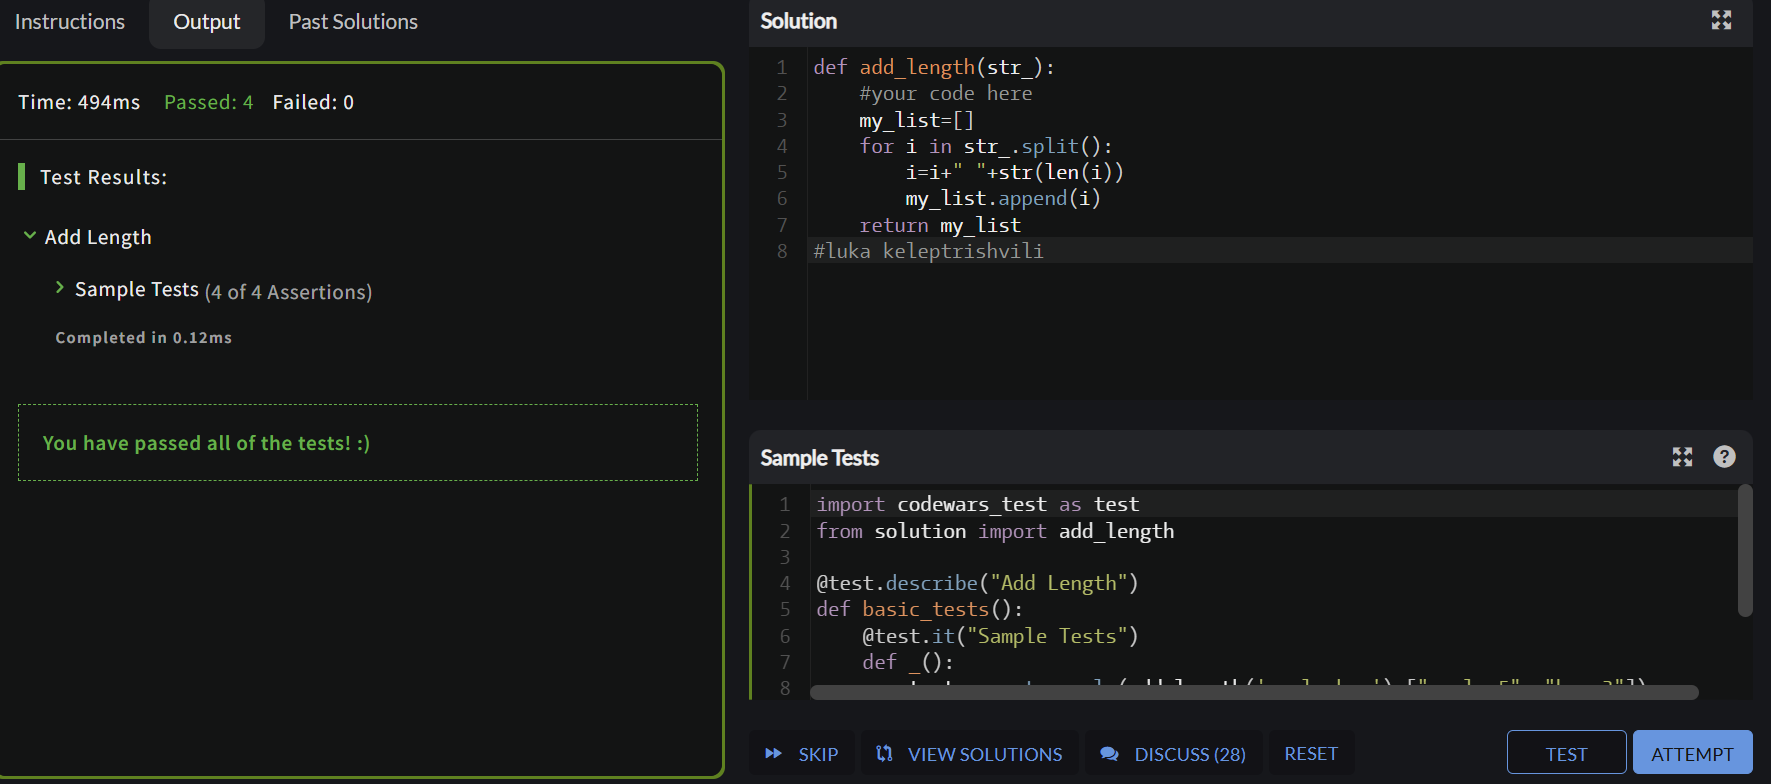 Instructions
Output
Past Solutions
Time: 494ms Passed: 4 Failed: 0
Test Results:
Add Length
Sample Tests (4 of 4 Assertions)
Completed in 0.12ms
You have passed all of the tests! :)
Solution
1 def add_length(str_):
2 #your code here
3 my_list=[]
4 for i in str_.split():
5 i=i+" "+str(len(i))
6 my_list.append(i)
7 return my_list
8 #luka keleptrishvili
Sample Tests
?
1 import codewars_test as test
2 from solution import add_length
3
4 @test.describe("Add Length")
5 def basic_tests():
6 @test.it("Sample Tests")
7 def _():
8
SKIP
VIEW SOLUTIONS
DISCUSS (28)
RESET
TEST
ATTEMPT